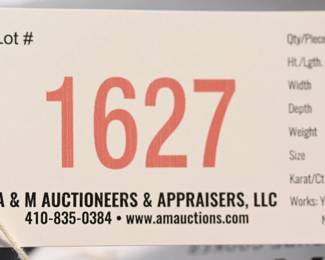 Lot #
1627
A & M AUCTIONEERS & APPRAISERS, LLC
410-835-0384 • www.amauctions.com
Qty/Piece
Ht./Lgth.
Width
Depth
Weight
Size
Karat/Ct
Works: Y
N